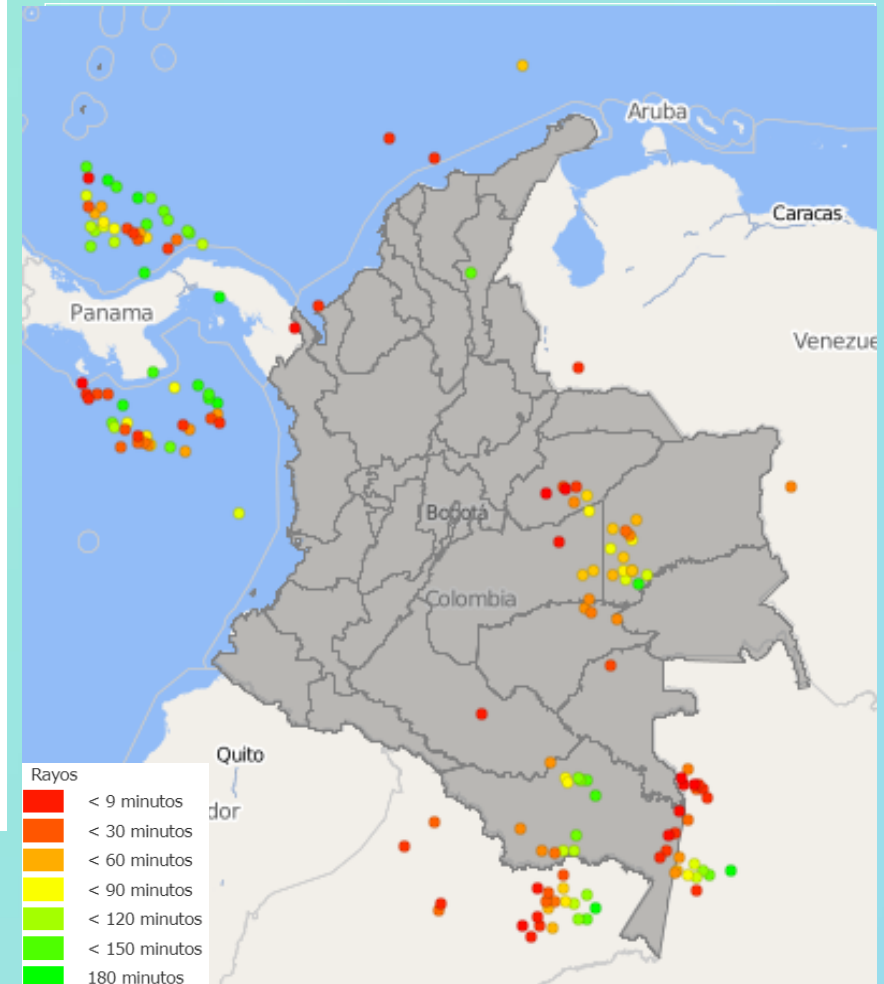 Aruba
Caracas
Panama
Venezue
Bogotá
Colombia
Quito
dor
Rayos
< 9 minutos
< 30 minutos
< 60 minutos
< 90 minutos
< 120 minutos
< 150 minutos
180 minutos